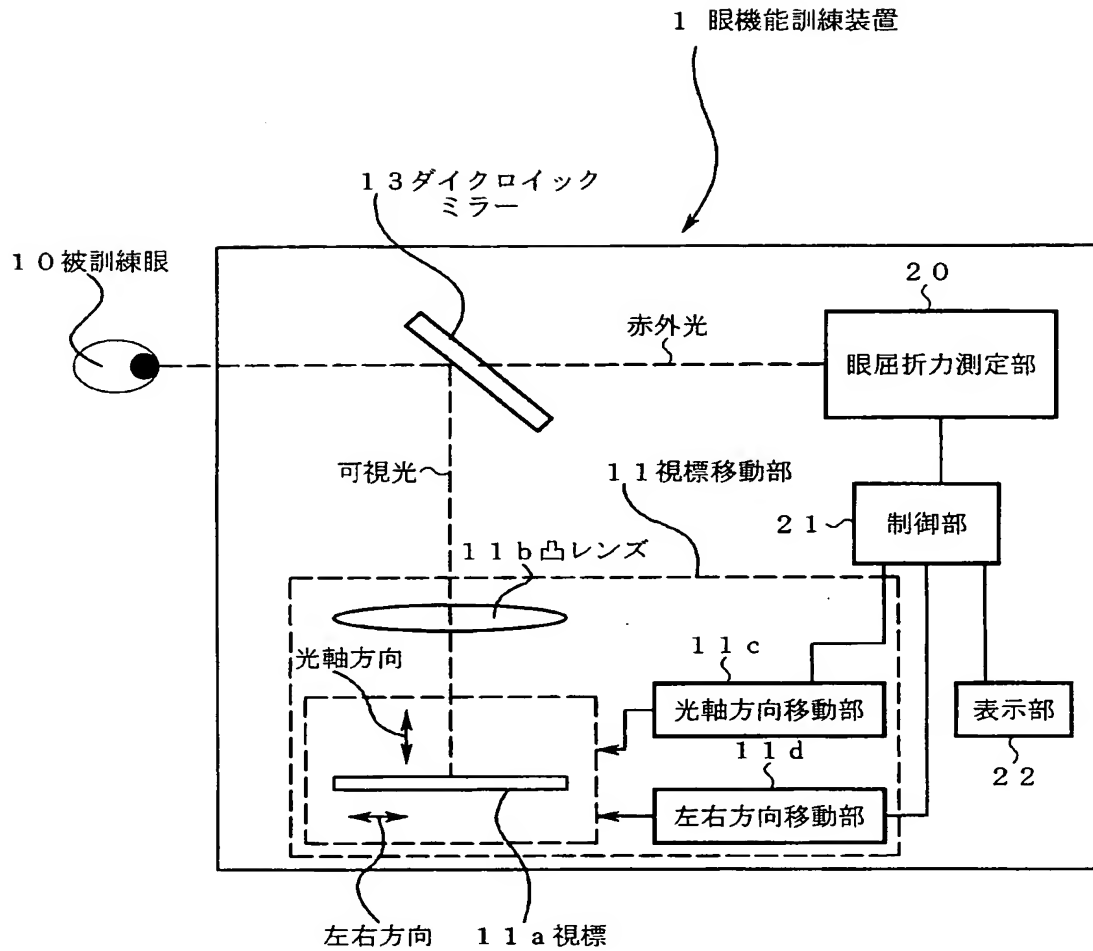 1 眼機能訓練装置
13ダイクロイック
ミラー
10被訓練眼
20
赤外光
眼屈折力測定部
可視光
11視標移動部
21
制御部
11b凸レンズ
光軸方向
11c
光軸方向移動部
表示部
22
11d
左右方向移動部
左右方向
11a視標